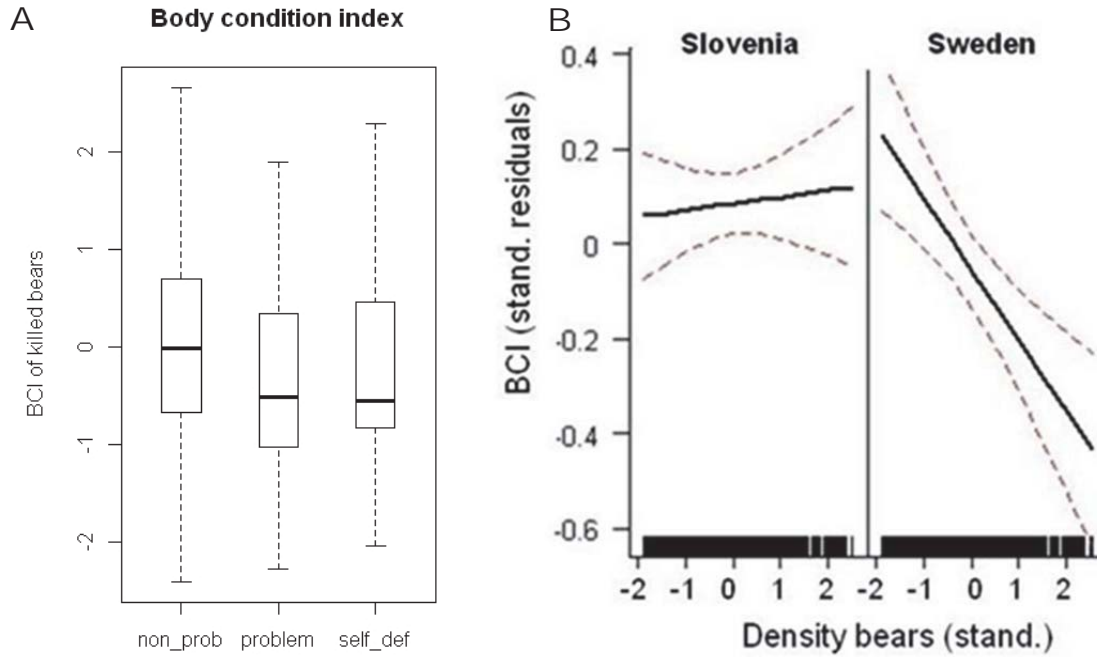 A
Body condition index
BCI of killed bears
2
1
0
-1
-2
non_prob problem self_def
B
Slovenia Sweden
BCI (stand. residuals)
0.4
0.2
0
-0.2
-0.4
-0.6
-2 -1 0 1 2 -2 -1 0 1 2
Density bears (stand.)